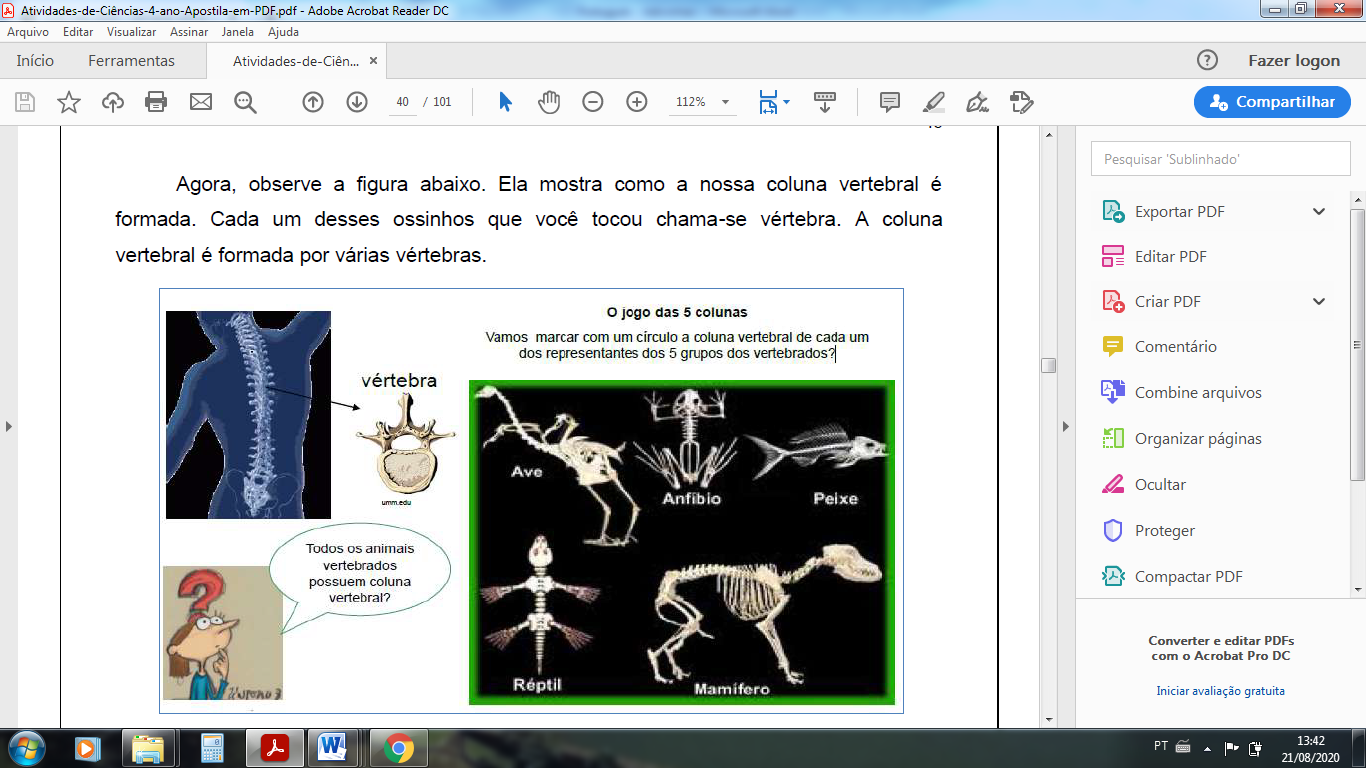 Atividades-de-Ciências-4-ano-Apostila-em-PDF.pdf - Adobe Acrobat Reader DC
Arquivo Editar Visualizar Assinar Janela Ajuda
Início Ferramentas Atividades-de-Ciên... × Fazer logon
40 / 101 112% Compartilhar
Agora, observe a figura abaixo. Ela mostra como a nossa coluna vertebral é
formada. Cada um desses ossinhos que você tocou chama-se vértebra. A coluna
vertebral é formada por várias vértebras.
O jogo das 5 colunas
Vamos marcar com um círculo a coluna vertebral de cada um
dos representantes dos 5 grupos dos vertebrados?
vértebra
umm.edu
Todos os animais
vertebrados
possuem coluna
vertebral?
?
Ave
Anfíbio
Peixe
Réptil
Mamífero
Pesquisar 'Sublinhado'
Exportar PDF
Editar PDF
Criar PDF
Comentário
Combine arquivos
Organizar páginas
Ocultar
Proteger
Compactar PDF
Converter e editar PDFs
com o Acrobat Pro DC
Iniciar avaliação gratuita
PT
13:42
21/08/2020